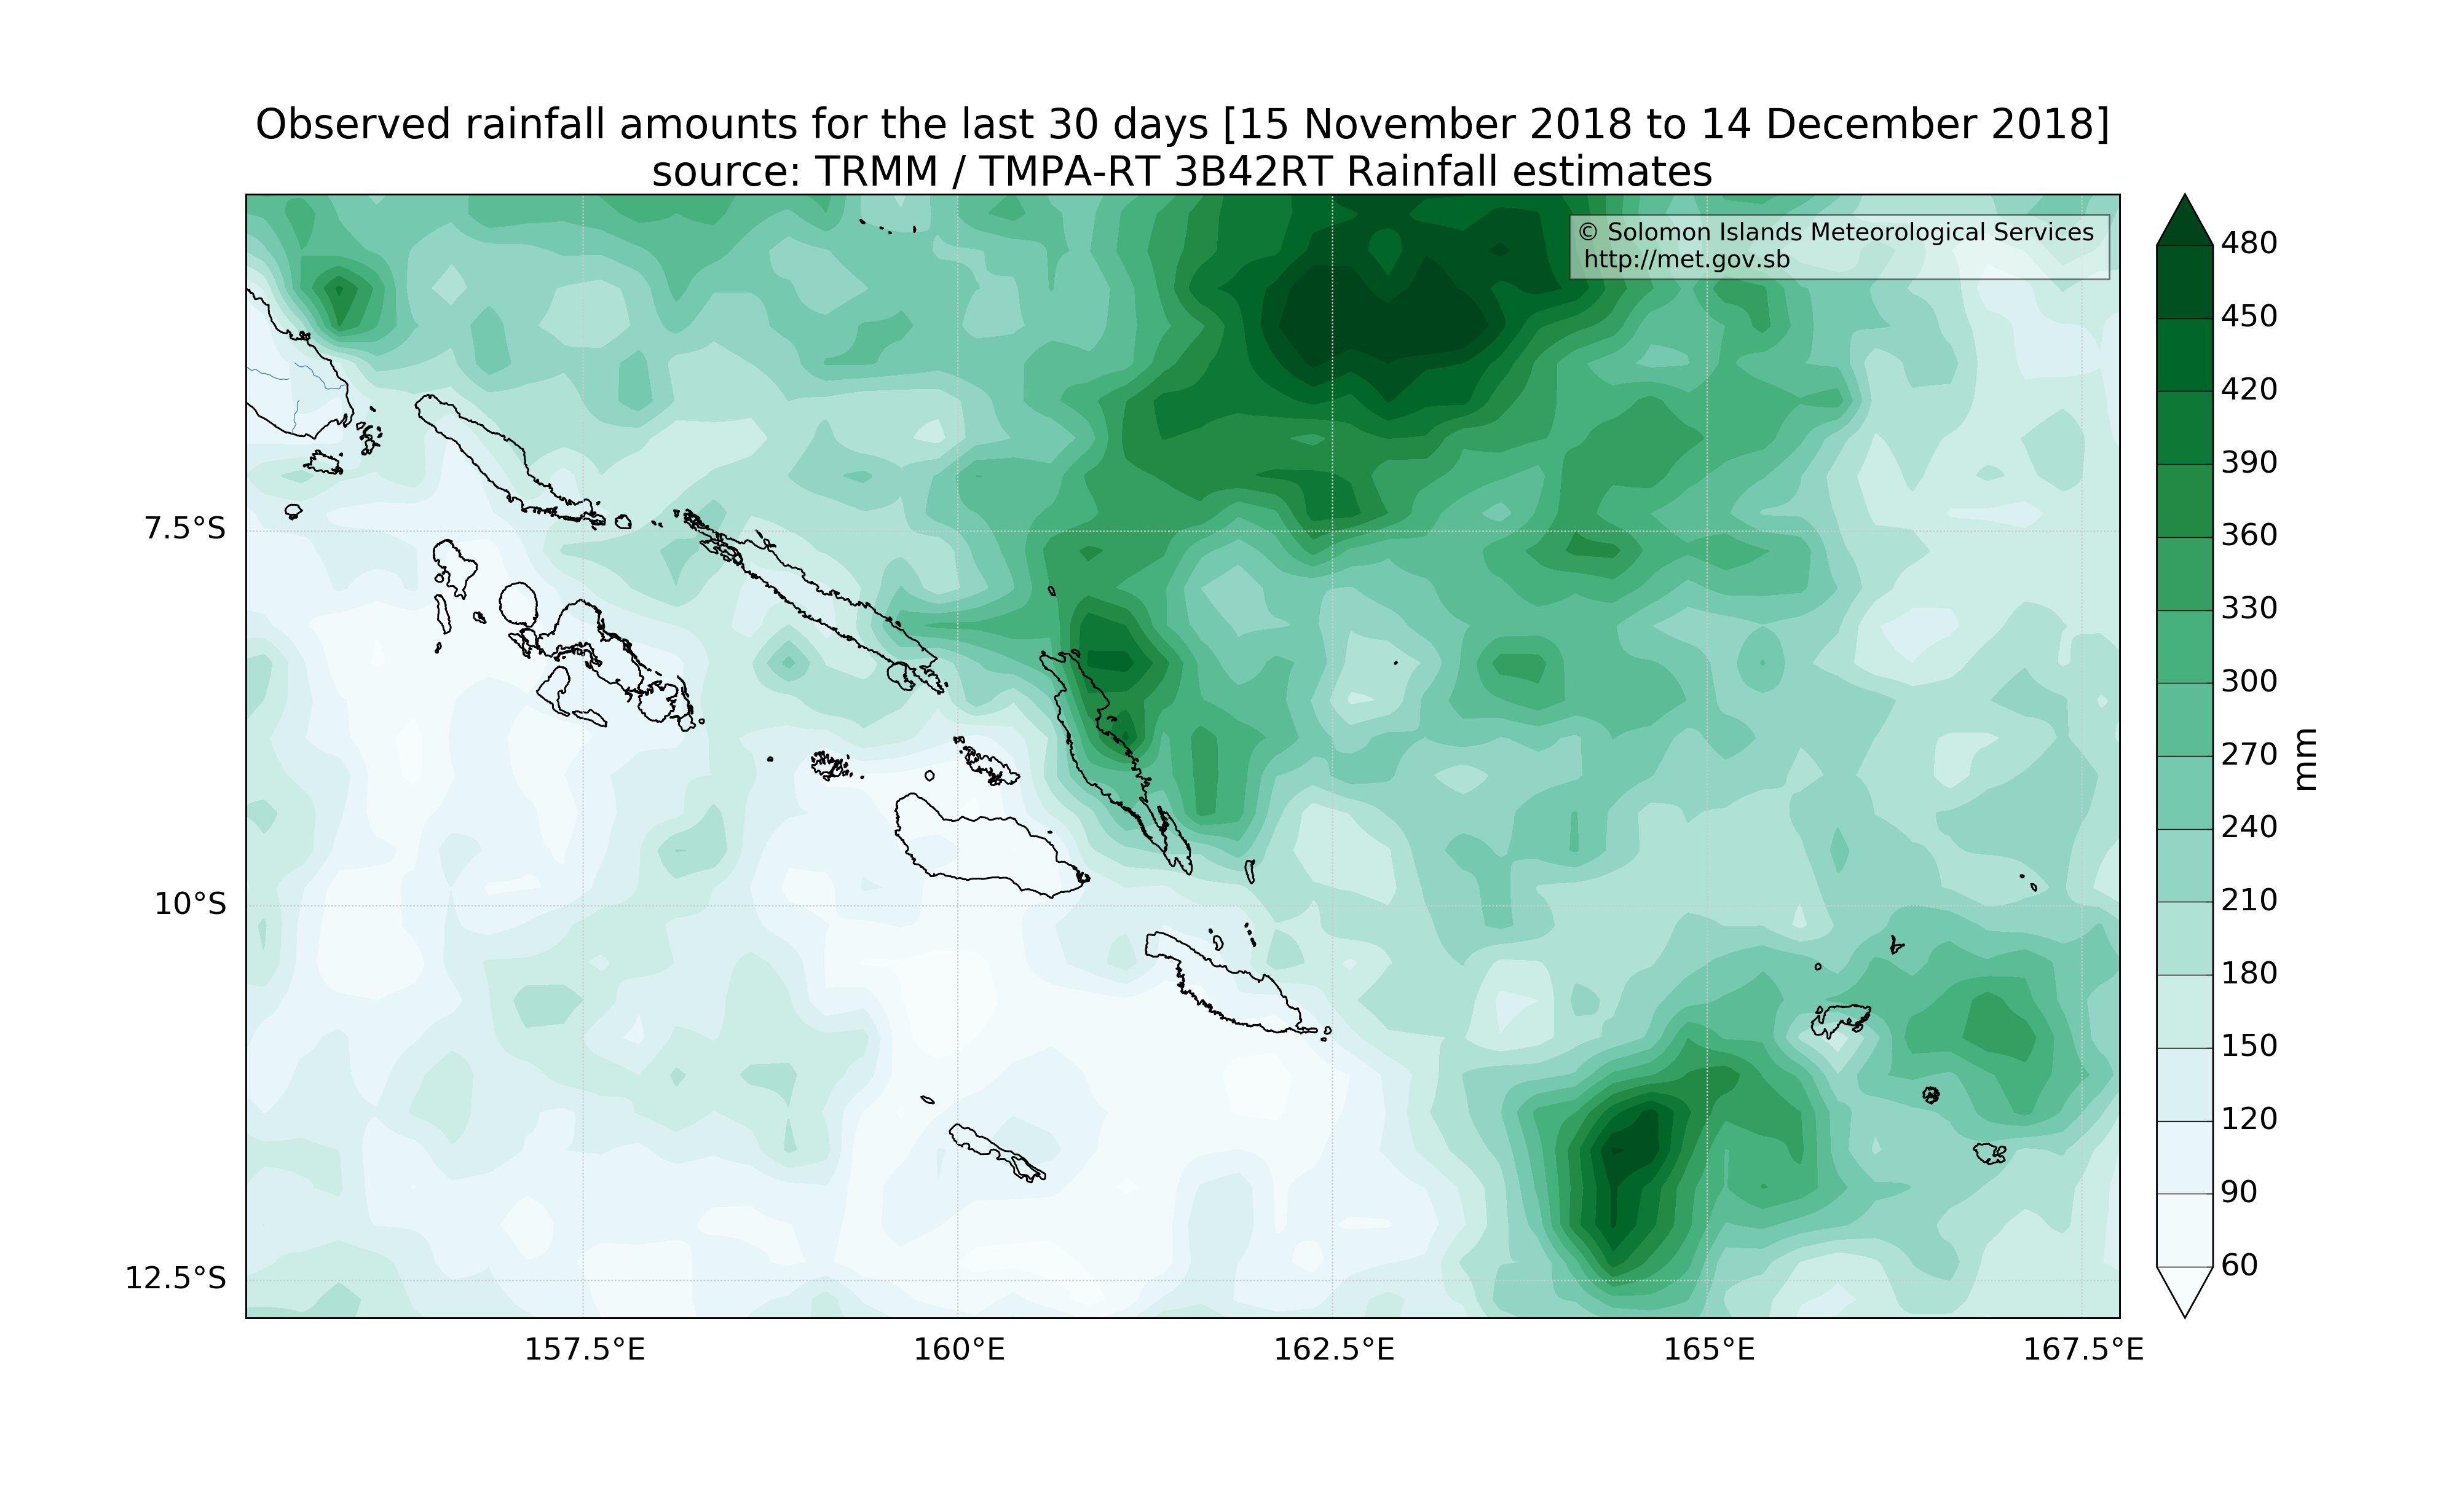 Observed rainfall amounts for the last 30 days [15 November 2018 to 14 December 2018]
source: TRMM / TMPA-RT 3B42RT Rainfall estimates
© Solomon Islands Meteorological Services
http://met.gov.sb
7.5°S
10°S
12.5°S
157.5°E
160°E
162.5°E
165°E
167.5°E
480
450
420
390
360
330
300
270
240
210
180
150
120
90
60
mm